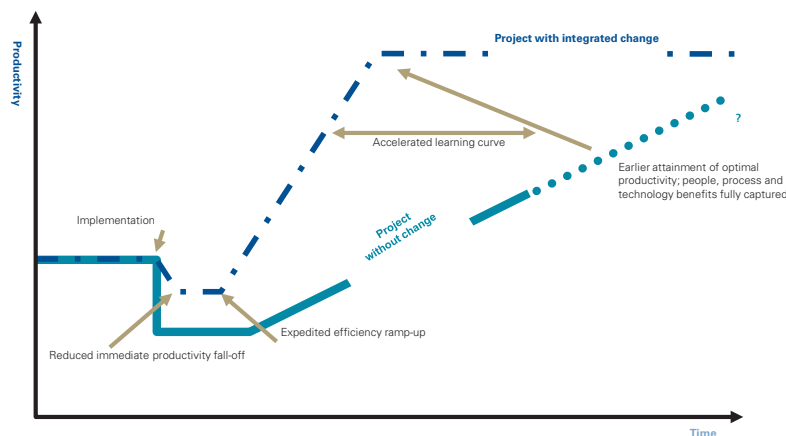 Project with integrated change
Productivity
?
Accelerated learning curve
Earlier attainment of optimal
productivity; people, process and
technology benefits fully captured
Implementation
Project
without change
Expedited efficiency ramp-up
Reduced immediate productivity fall-off
Time